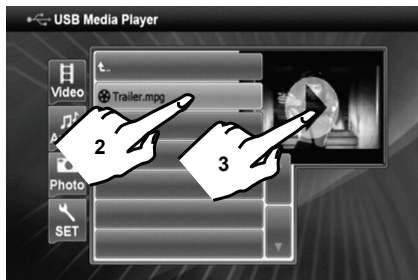 USB Media Player
t..
Video
Trailer.mpg
A
2
3
Photo
SET